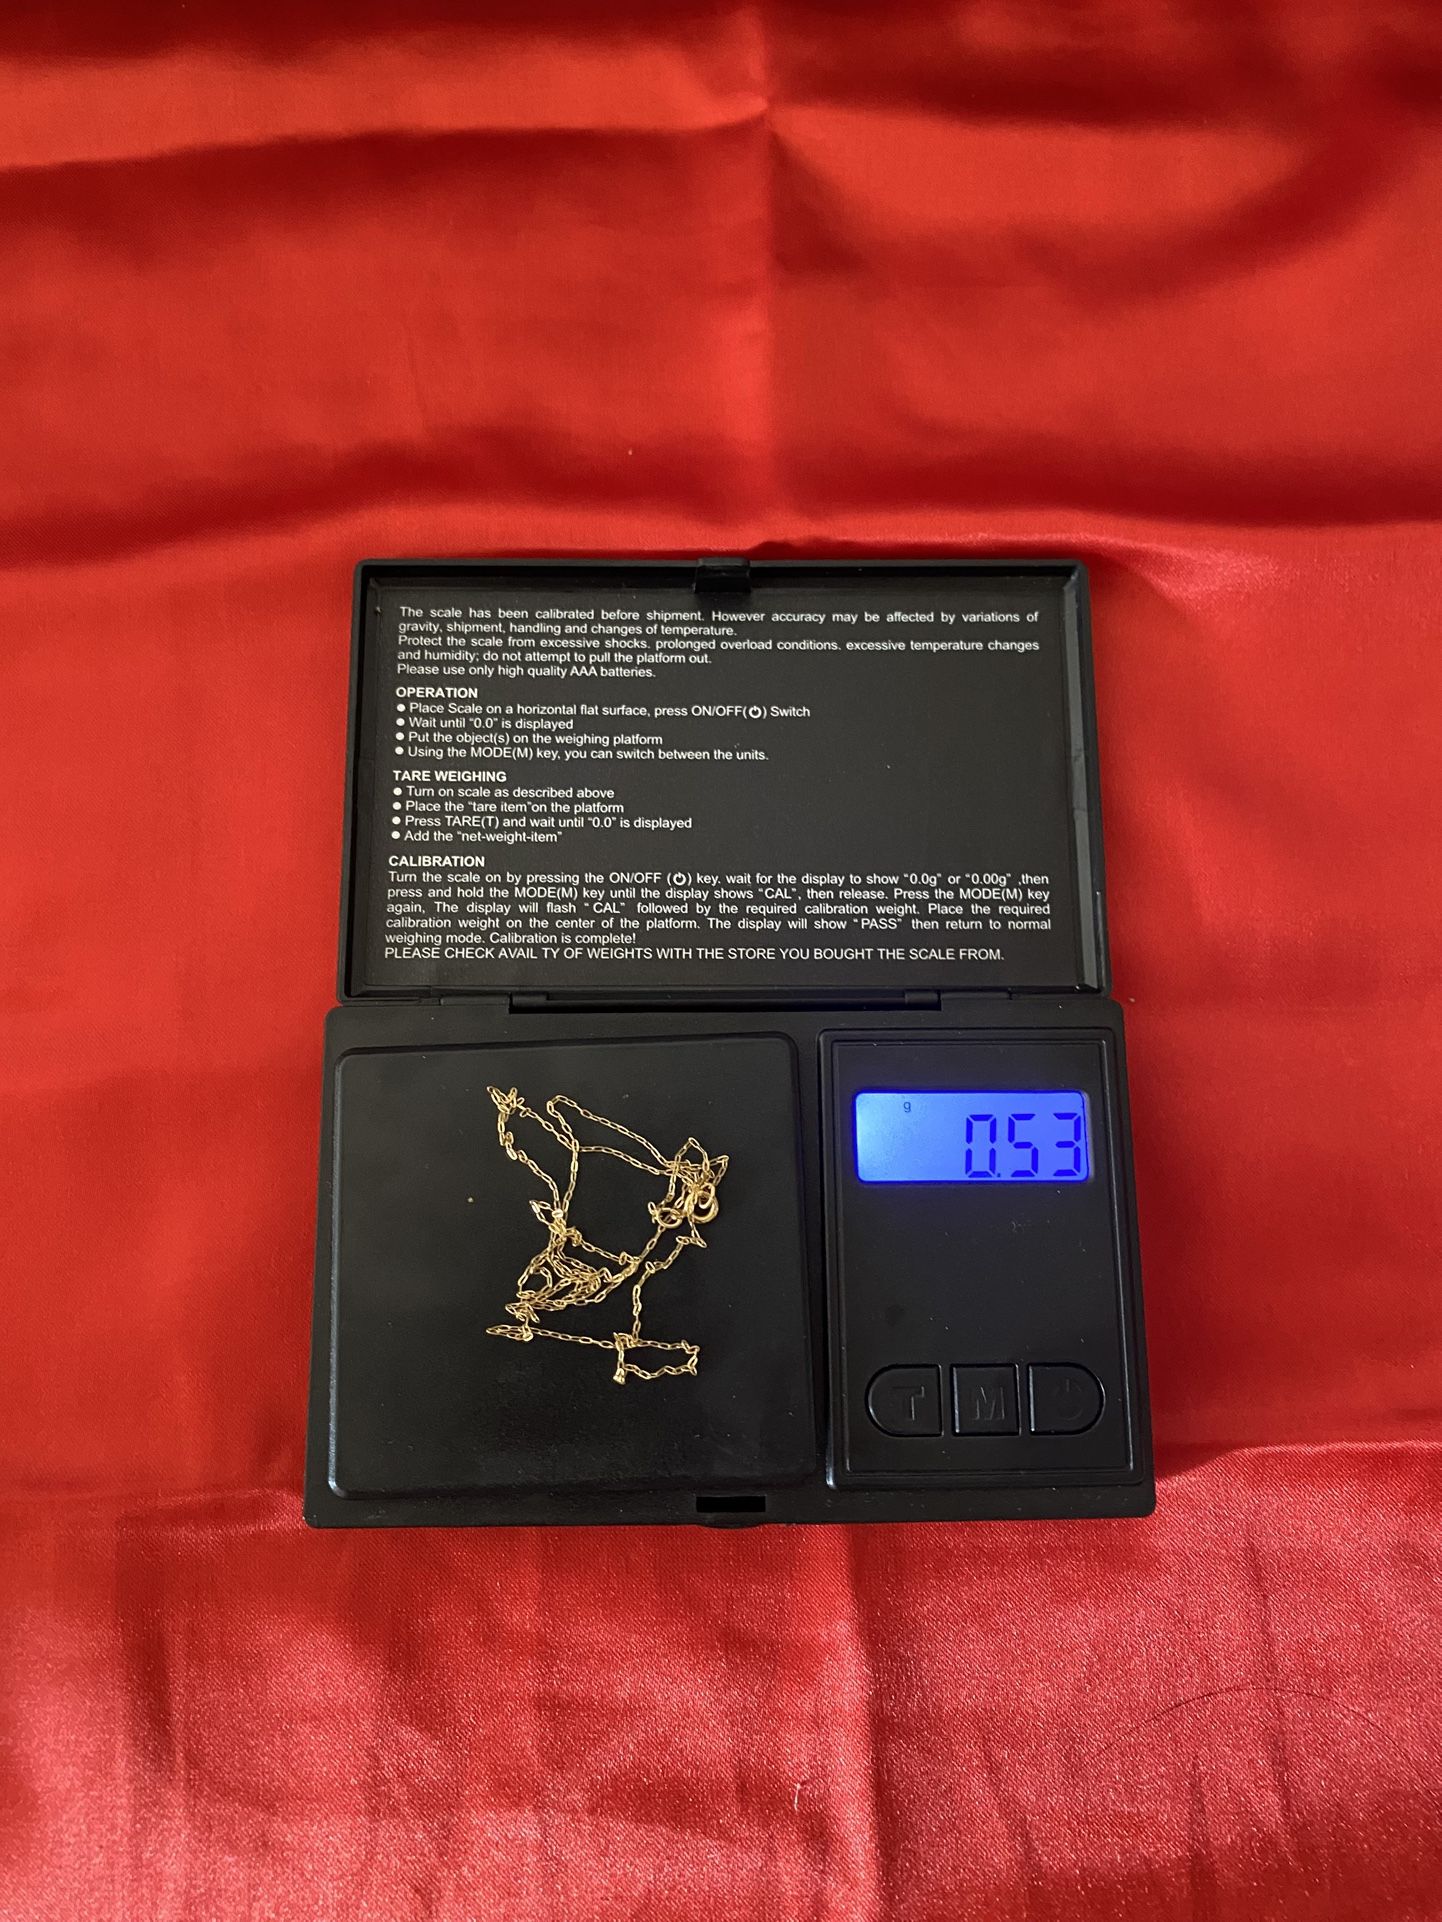 The scale has been calibrated before shipment. However accuracy may be affected by variations of
gravity, shipment, handling and changes of temperature.
Protect the scale from excessive shocks. prolonged overload conditions. excessive temperature changes
and humidity; do not attempt to pull the platform out.
Please use only high quality AAA batteries.
OPERATION
● Place Scale on a horizontal flat surface, press ON/OFF(⏻) Switch
● Wait until “0.0” is displayed
● Put the object(s) on the weighing platform
● Using the MODE(M) key, you can switch between the units.
TARE WEIGHING
● Turn on scale as described above
● Place the “tare item”on the platform
● Press TARE(T) and wait until “0.0” is displayed
● Add the “net-weight-item”
CALIBRATION
Turn the scale on by pressing the ON/OFF (⏻) key. wait for the display to show “0.0g” or “0.00g” ,then
press and hold the MODE(M) key until the display shows “CAL”, then release. Press the MODE(M) key
again, The display will flash “ CAL” followed by the required calibration weight. Place the required
calibration weight on the center of the platform. The display will show “ PASS” then return to normal
weighing mode. Calibration is complete!
PLEASE CHECK AVAIL TY OF WEIGHTS WITH THE STORE YOU BOUGHT THE SCALE FROM.
g
0.53
T M ⏻